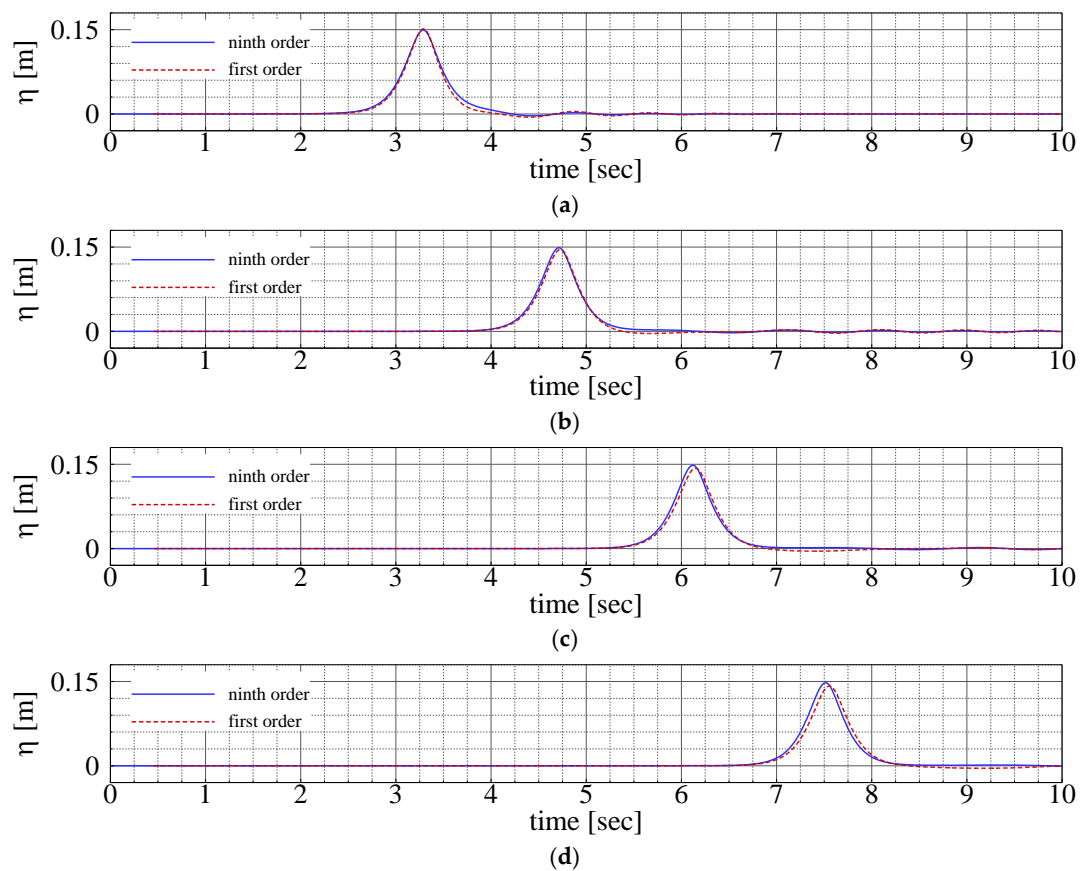 0.15
η [m]
ninth order
first order
0
0 1 2 3 4 5 6 7 8 9 10
time [sec]
(a)
0.15
η [m]
ninth order
first order
0
0 1 2 3 4 5 6 7 8 9 10
time [sec]
(b)
0.15
η [m]
ninth order
first order
0
0 1 2 3 4 5 6 7 8 9 10
time [sec]
(c)
0.15
η [m]
ninth order
first order
0
0 1 2 3 4 5 6 7 8 9 10
time [sec]
(d)